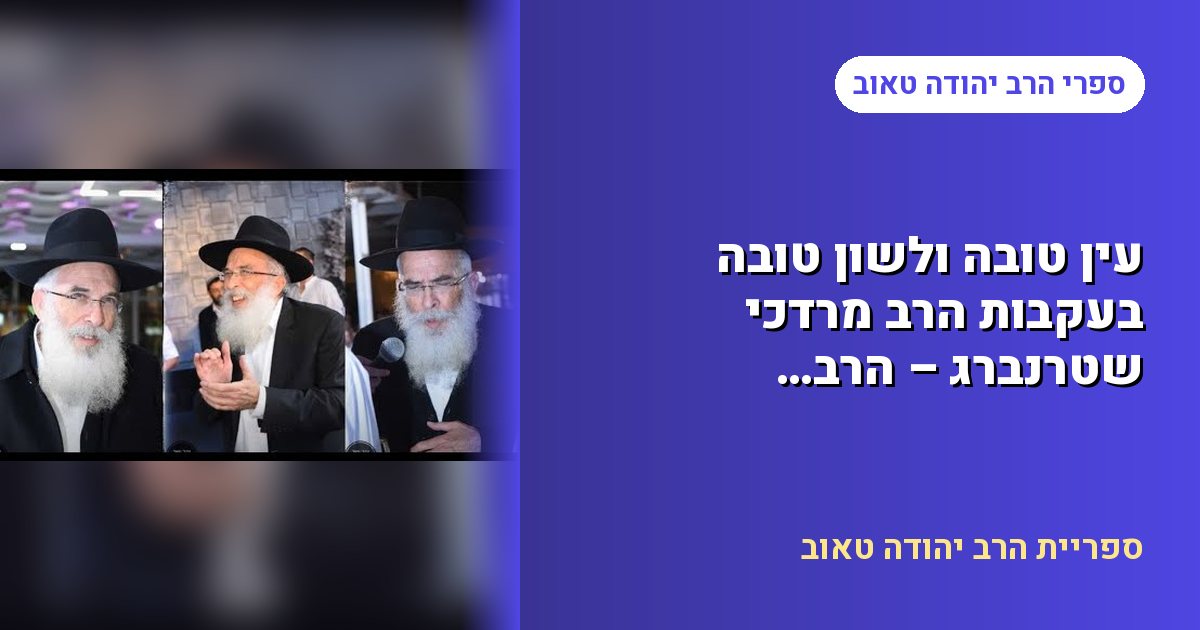 ספרי הרב יהודה טאוב
עין טובה ולשון טובה
בעקבות הרב מרדכי
שטרנברג – הרב...
ספריית הרב יהודה טאוב